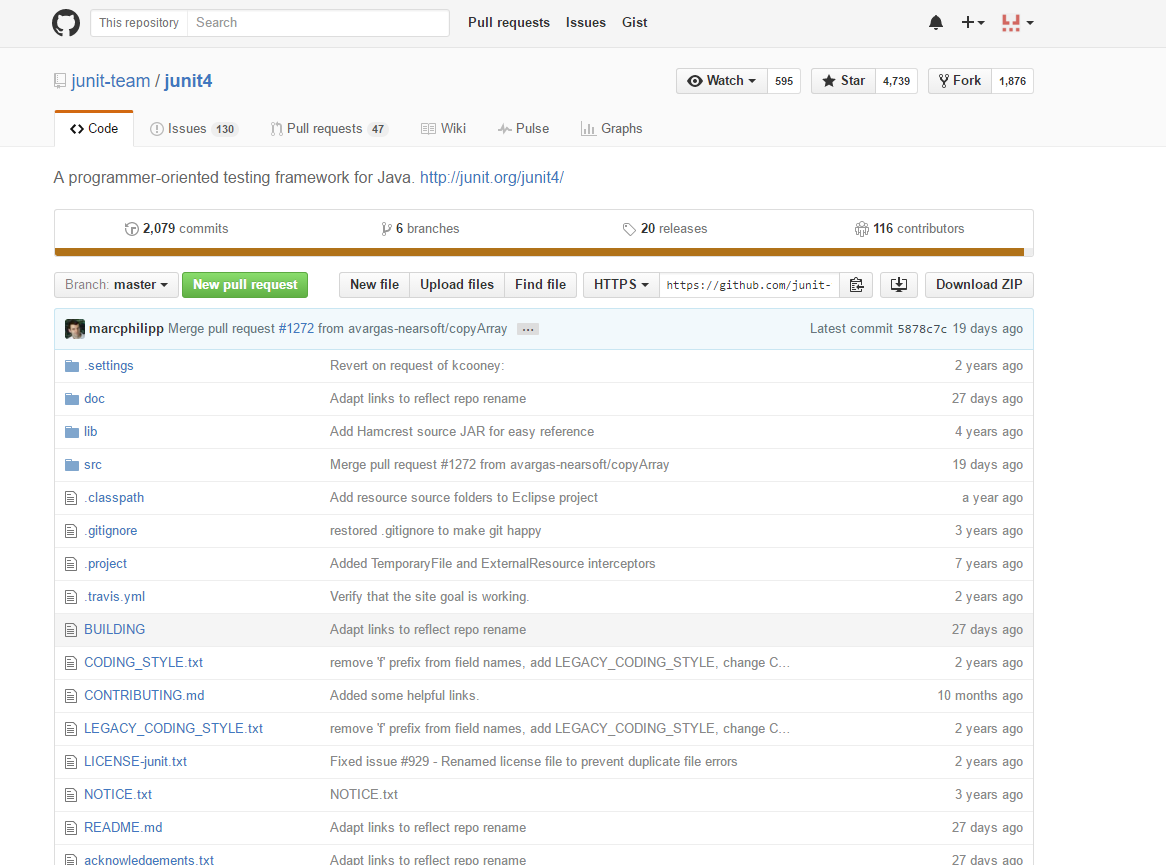 This repository Search Pull requests Issues Gist
junit-team / junit4 Watch 595 Star 4,739 Fork 1,876
Code Issues 130 Pull requests 47 Wiki Pulse Graphs
A programmer-oriented testing framework for Java. http://junit.org/junit4/
2,079 commits 6 branches 20 releases 116 contributors
Branch: master New pull request New file Upload files Find file HTTPS https://github.com/junit- Download ZIP
marcphilipp Merge pull request #1272 from avargas-nearsoft/copyArray … Latest commit 5878c7c 19 days ago
.settings Revert on request of kcooney: 2 years ago
doc Adapt links to reflect repo rename 27 days ago
lib Add Hamcrest source JAR for easy reference 4 years ago
src Merge pull request #1272 from avargas-nearsoft/copyArray 19 days ago
.classpath Add resource source folders to Eclipse project a year ago
.gitignore restored .gitignore to make git happy 3 years ago
.project Added TemporaryFile and ExternalResource interceptors 7 years ago
.travis.yml Verify that the site goal is working. 2 years ago
BUILDING Adapt links to reflect repo rename 27 days ago
CODING_STYLE.txt remove 'f' prefix from field names, add LEGACY_CODING_STYLE, change C... 2 years ago
CONTRIBUTING.md Added some helpful links. 10 months ago
LEGACY_CODING_STYLE.txt remove 'f' prefix from field names, add LEGACY_CODING_STYLE, change C... 2 years ago
LICENSE-junit.txt Fixed issue #929 - Renamed license file to prevent duplicate file errors 2 years ago
NOTICE.txt NOTICE.txt 3 years ago
README.md Adapt links to reflect repo rename 27 days ago
acknowledgements.txt Adapt links to reflect repo rename 27 days ago